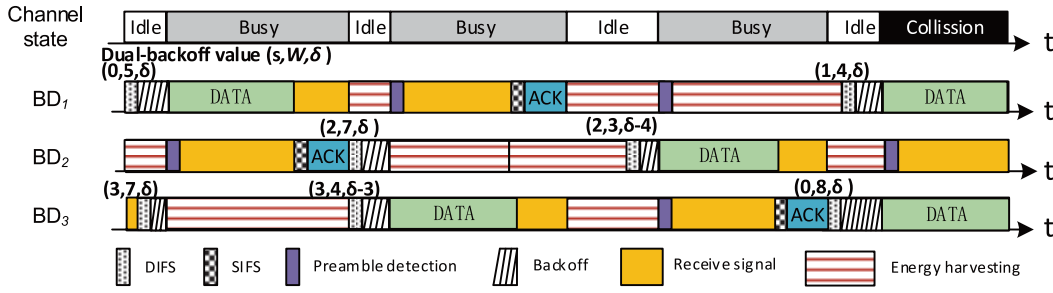 Channel state
Idle Busy Idle Busy Idle Busy Idle Collission t
Dual-backoff value (s,W,δ )
(0,5,δ) (1,4,δ)
BD1 DATA ACK DATA t
(2,7,δ ) (2,3,δ-4)
BD2 ACK DATA t
(3,7,δ) (3,4,δ-3) (0,8,δ )
BD3 DATA ACK DATA t
DIFS SIFS Preamble detection Backoff Receive signal Energy harvesting